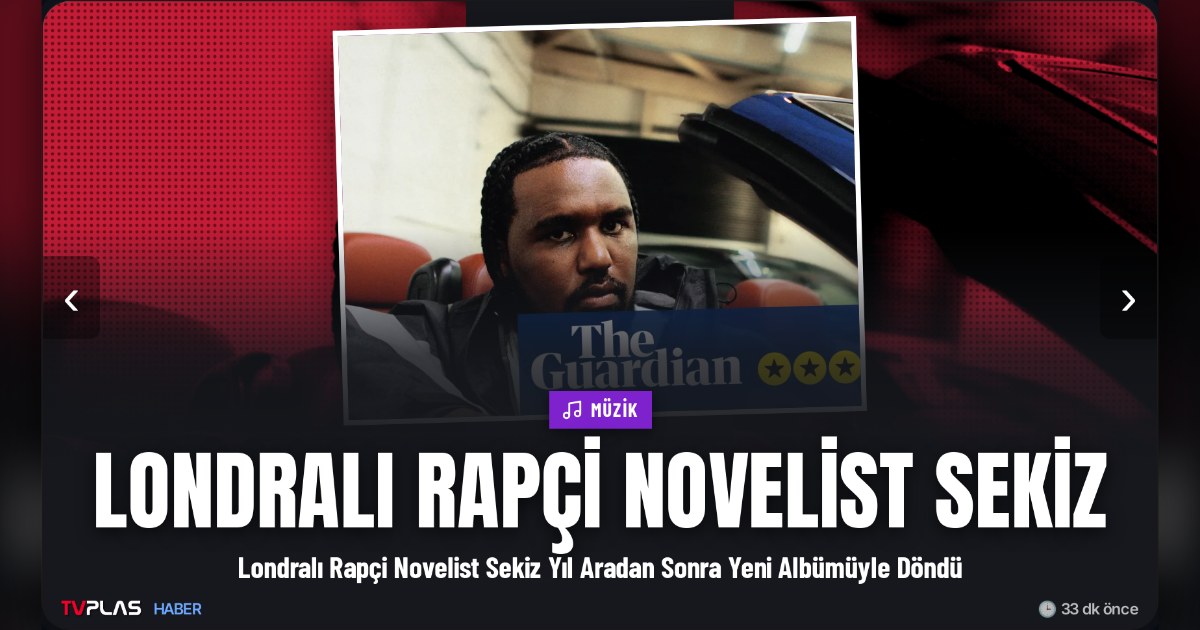 The
Guardian
MÜZİK
LONDRALI RAPÇİ NOVELİST SEKİZ
Londralı Rapçi Novelist Sekiz Yıl Aradan Sonra Yeni Albümüyle Döndü
TVPLAS HABER
33 dk önce